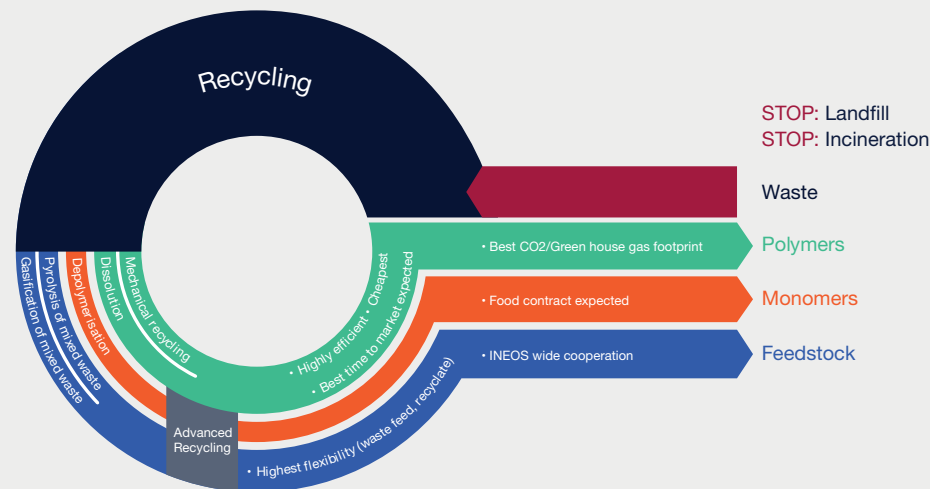 Recycling
STOP: Landfill
STOP: Incineration
Waste
• Best CO2/Green house gas footprint
Polymers
• Food contract expected
Monomers
• INEOS wide cooperation
Feedstock
Gasification of mixed waste
Pyrolysis of mixed waste
Depolymerisation
Dissolution
Mechanical recycling
• Highly efficient • Cheapest
• Best time to market expected
Advanced
Recycling
• Highest flexibility (waste feed, recyclate)